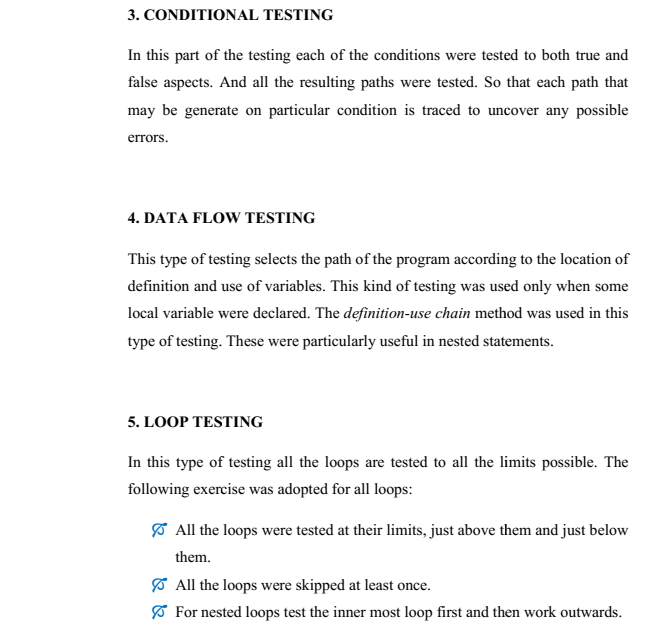 3. CONDITIONAL TESTING
In this part of the testing each of the conditions were tested to both true and
false aspects. And all the resulting paths were tested. So that each path that
may be generate on particular condition is traced to uncover any possible
errors.
4. DATA FLOW TESTING
This type of testing selects the path of the program according to the location of
definition and use of variables. This kind of testing was used only when some
local variable were declared. The definition-use chain method was used in this
type of testing. These were particularly useful in nested statements.
5. LOOP TESTING
In this type of testing all the loops are tested to all the limits possible. The
following exercise was adopted for all loops:
All the loops were tested at their limits, just above them and just below
them.
All the loops were skipped at least once.
For nested loops test the inner most loop first and then work outwards.